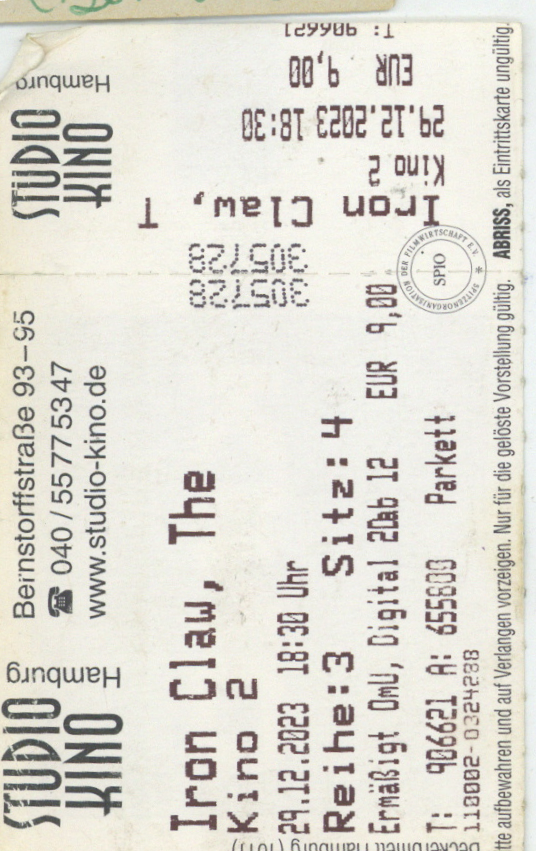 STUDIO
KINO
Hamburg
Bernstorffstraße 93–95
☎ 040 / 55 77 53 47
www.studio-kino.de
Iron Claw, The
Kino 2
29.12.2023 18:30 Uhr
Reihe:3 Sitz: 4
Ermäßigt OmU, Digital 2Dab 12 EUR 9,00
T: 906621 A: 655800 Parkett
110002-0324288
tte aufbewahren und auf Verlangen vorzeigen. Nur für die gelöste Vorstellung gültig.
ABRISS, als Eintrittskarte ungültig.
305728
305728
SPIO
SPITZENORGANISATION DER FILMWIRTSCHAFT E.V.
STUDIO
KINO
Hamburg
Iron Claw, T
Kino 2
29.12.2023 18:30
EUR 9,00
T: 906621